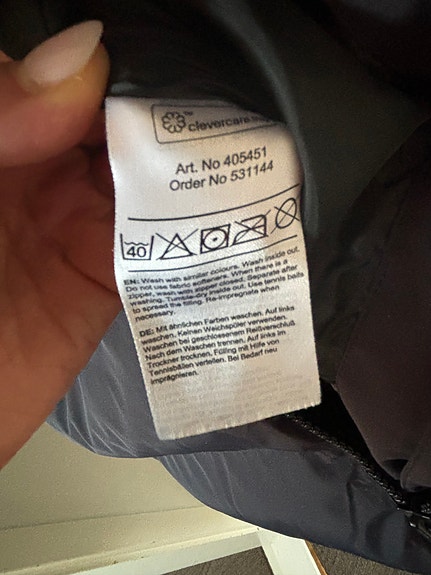 clevercare.
Art. No 405451
Order No 531144
40
EN: Wash with similar colours. Wash inside out.
Do not use fabric softeners. When there is a
zipper, wash with zipper closed. Separate after
washing. Tumble-dry inside out. Use tennis balls
to spread the filling. Re-impregnate when
necessary.
DE: Mit ähnlichen Farben waschen. Auf links
waschen. Keinen Weichspüler verwenden.
Waschen bei geschlossenem Reißverschluß.
Nach dem Waschen trennen. Auf links im
Trockner trocknen. Füllung mit Hilfe von
Tennisbällen verteilen. Bei Bedarf neu
imprägnieren.